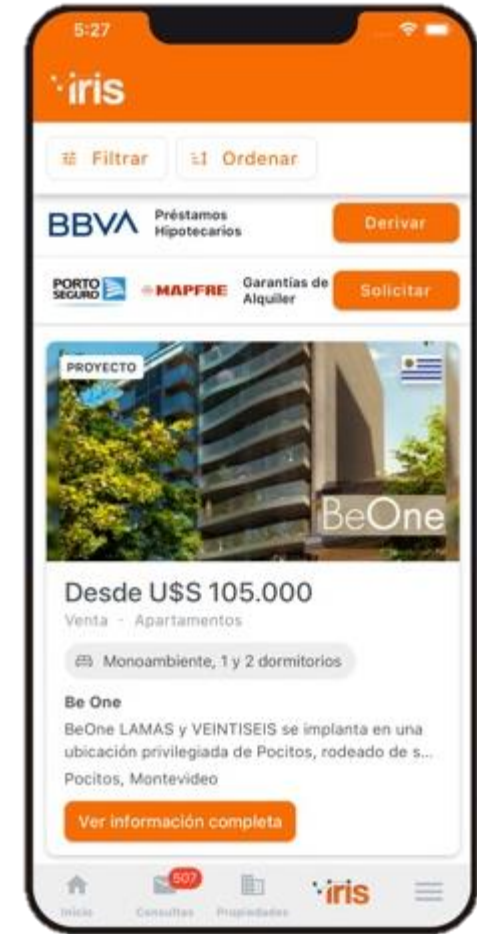 5:27
iris
Filtrar
Ordenar
BBVA
Préstamos
Hipotecarios
Derivar
PORTO
SEGURO
MAPFRE
Garantías de
Alquiler
Solicitar
PROYECTO
BeOne
Desde U$S 105.000
Venta - Apartamentos
Monoambiente, 1 y 2 dormitorios
Be One
BeOne LAMAS y VEINTISEIS se implanta en una
ubicación privilegiada de Pocitos, rodeado de s...
Pocitos, Montevideo
Ver información completa
507
iris
Inicio
Consultas
Propiedades